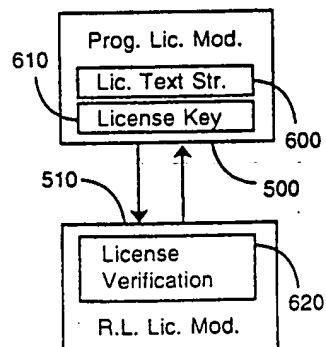 Prog. Lic. Mod.
610
Lic. Text Str.
License Key
600
510
500
License
Verification
620
R.L. Lic. Mod.